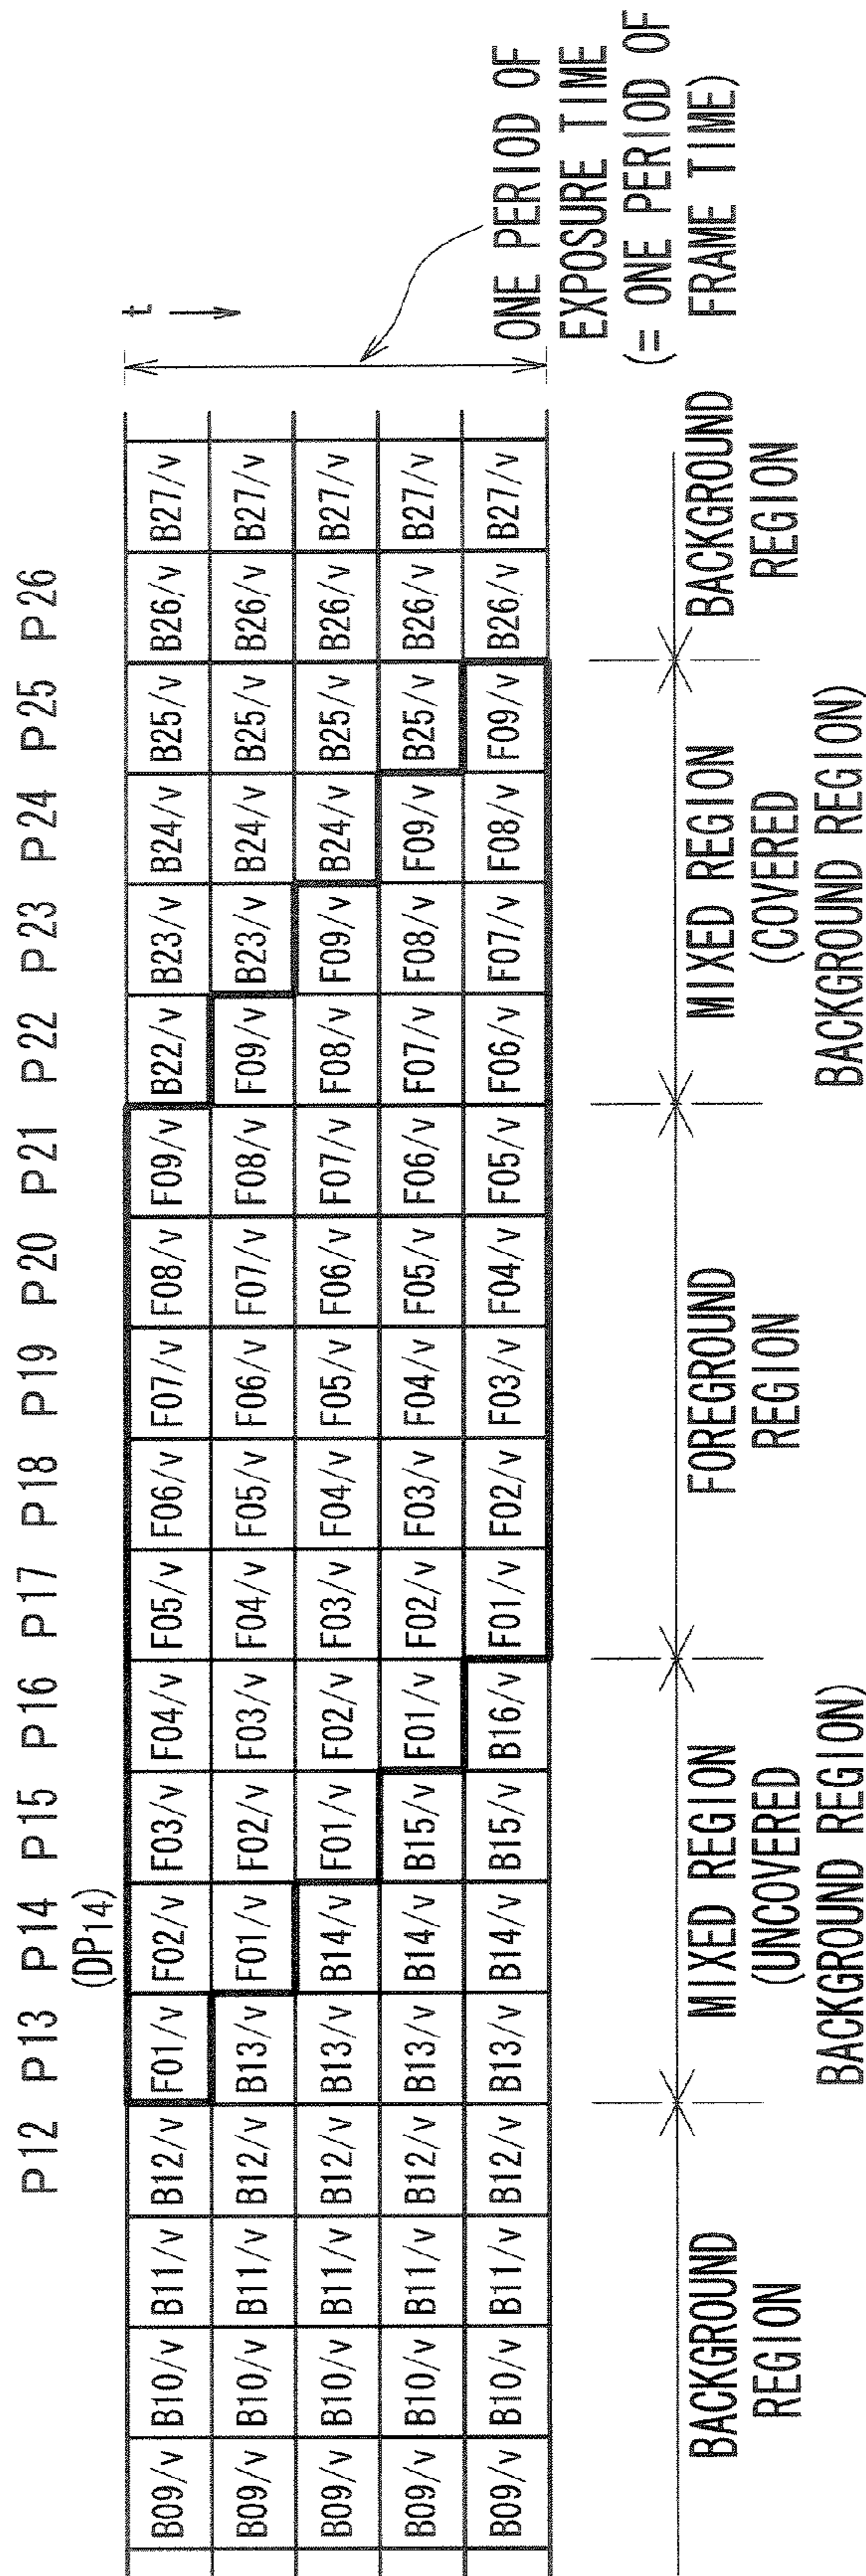 P12 P13 P14 P15 P16 P17 P18 P19 P20 P21 P22 P23 P24 P25 P26
(DP14)
B09/v B10/v B11/v B12/v F01/v F02/v F03/v F04/v F05/v F06/v F07/v F08/v F09/v B22/v B23/v B24/v B25/v B26/v B27/v
B09/v B10/v B11/v B12/v B13/v F01/v F02/v F03/v F04/v F05/v F06/v F07/v F08/v F09/v B23/v B24/v B25/v B26/v B27/v
B09/v B10/v B11/v B12/v B13/v B14/v F01/v F02/v F03/v F04/v F05/v F06/v F07/v F08/v F09/v B24/v B25/v B26/v B27/v
B09/v B10/v B11/v B12/v B13/v B14/v B15/v F01/v F02/v F03/v F04/v F05/v F06/v F07/v F08/v F09/v B25/v B26/v B27/v
B09/v B10/v B11/v B12/v B13/v B14/v B15/v B16/v F01/v F02/v F03/v F04/v F05/v F06/v F07/v F08/v F09/v B26/v B27/v
t
ONE PERIOD OF
EXPOSURE TIME
(= ONE PERIOD OF
FRAME TIME)
BACKGROUND
REGION
MIXED REGION
(UNCOVERED
BACKGROUND REGION)
FOREGROUND
REGION
MIXED REGION
(COVERED
BACKGROUND REGION)
BACKGROUND
REGION